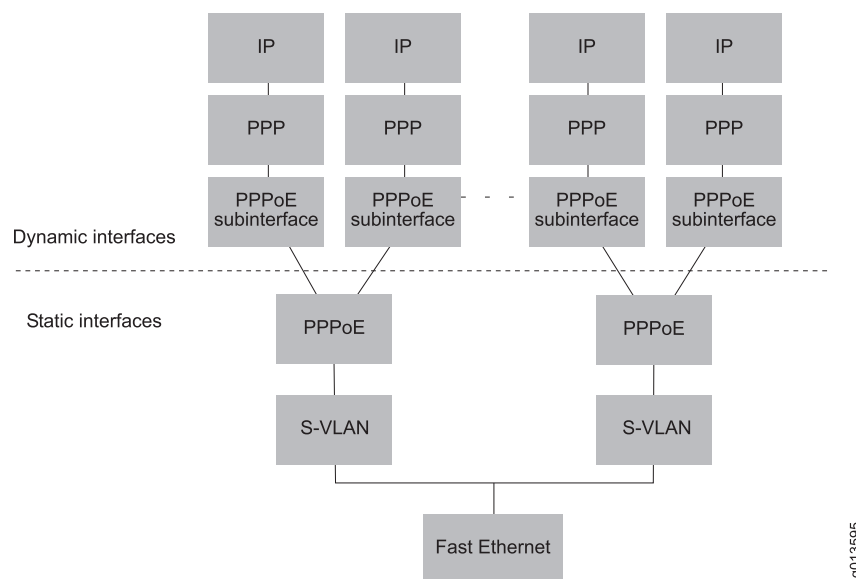 IP
IP
IP
IP
PPP
PPP
PPP
PPP
PPPoE
subinterface
PPPoE
subinterface
PPPoE
subinterface
PPPoE
subinterface
Dynamic interfaces
Static interfaces
PPPoE
PPPoE
S-VLAN
S-VLAN
Fast Ethernet
g013595